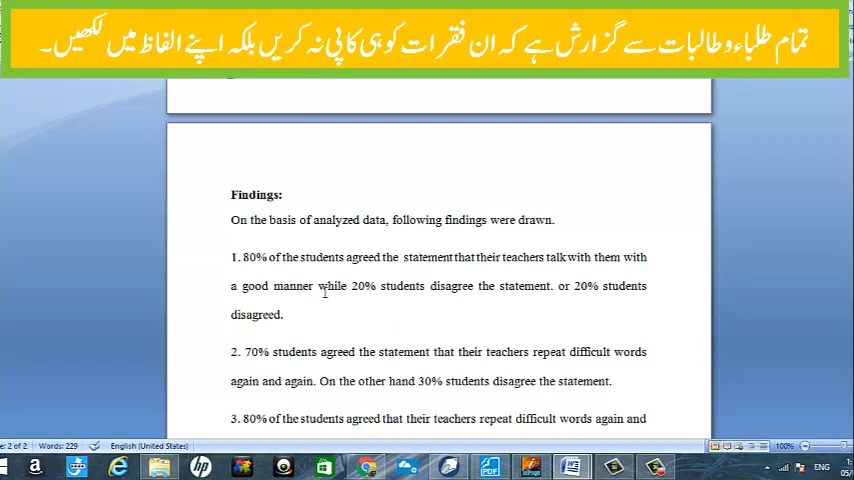 تمام طلباء و طالبات سے گزارش ہے کہ ان فقرات کو ہی کاپی نہ کریں بلکہ اپنے الفاظ میں لکھیں۔
Findings:
On the basis of analyzed data, following findings were drawn.
1. 80% of the students agreed the statement that their teachers talk with them with
a good manner while 20% students disagree the statement. or 20% students
disagreed.
2. 70% students agreed the statement that their teachers repeat difficult words
again and again. On the other hand 30% students disagree the statement.
3. 80% of the students agreed that their teachers repeat difficult words again and
2 of 2 Words: 229 English (United States) 100%